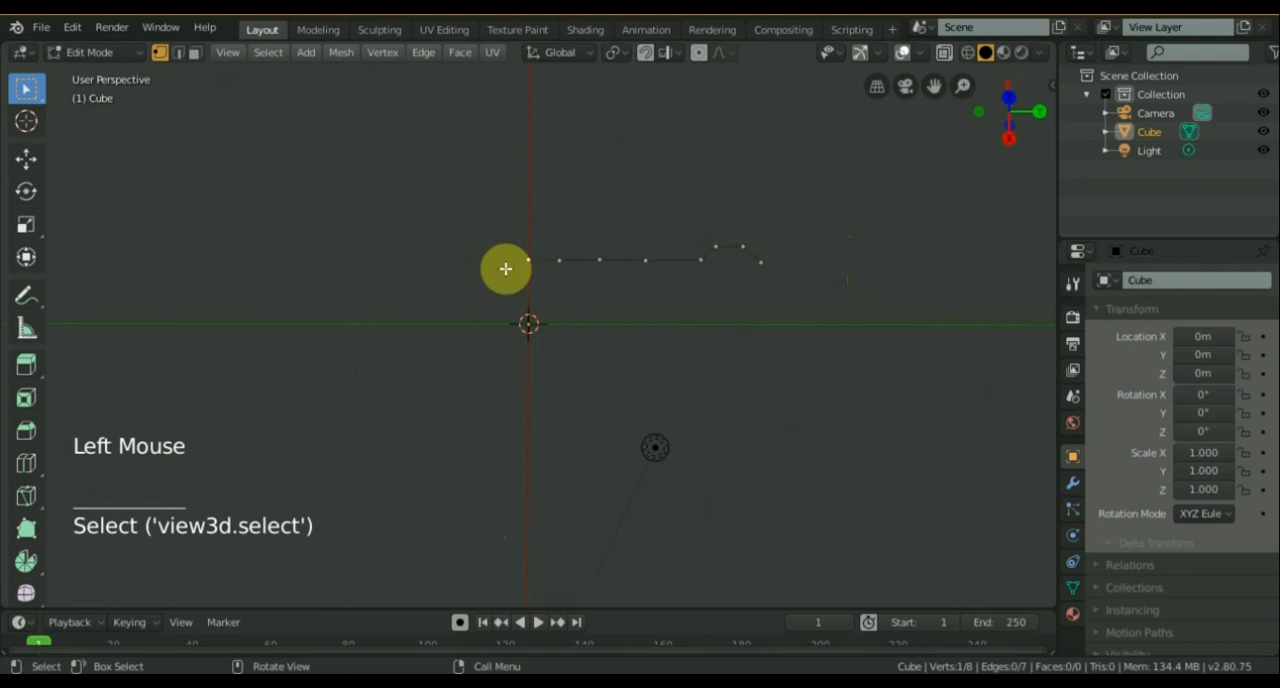 File Edit Render Window Help Layout Modeling Sculpting UV Editing Texture Paint Shading Animation Rendering Compositing Scripting + Scene View Layer
Edit Mode View Select Add Mesh Vertex Edge Face UV Global
User Perspective
(1) Cube
Scene Collection
Collection
Camera
Cube
Light
Cube
Cube
Transform
Location X 0m
Y 0m
Z 0m
Rotation X 0°
Y 0°
Z 0°
Scale X 1.000
Y 1.000
Z 1.000
Rotation Mode XYZ Eule
Delta Transform
Relations
Collections
Instancing
Motion Paths
Left Mouse
Select ('view3d.select')
Playback Keying View Marker 1 Start: 1 End: 250
1
Select Box Select Rotate View Call Menu Cube | Verts:1/8 | Edges:0/7 | Faces:0/0 | Tris:0 | Mem: 134.4 MB | v2.80.75